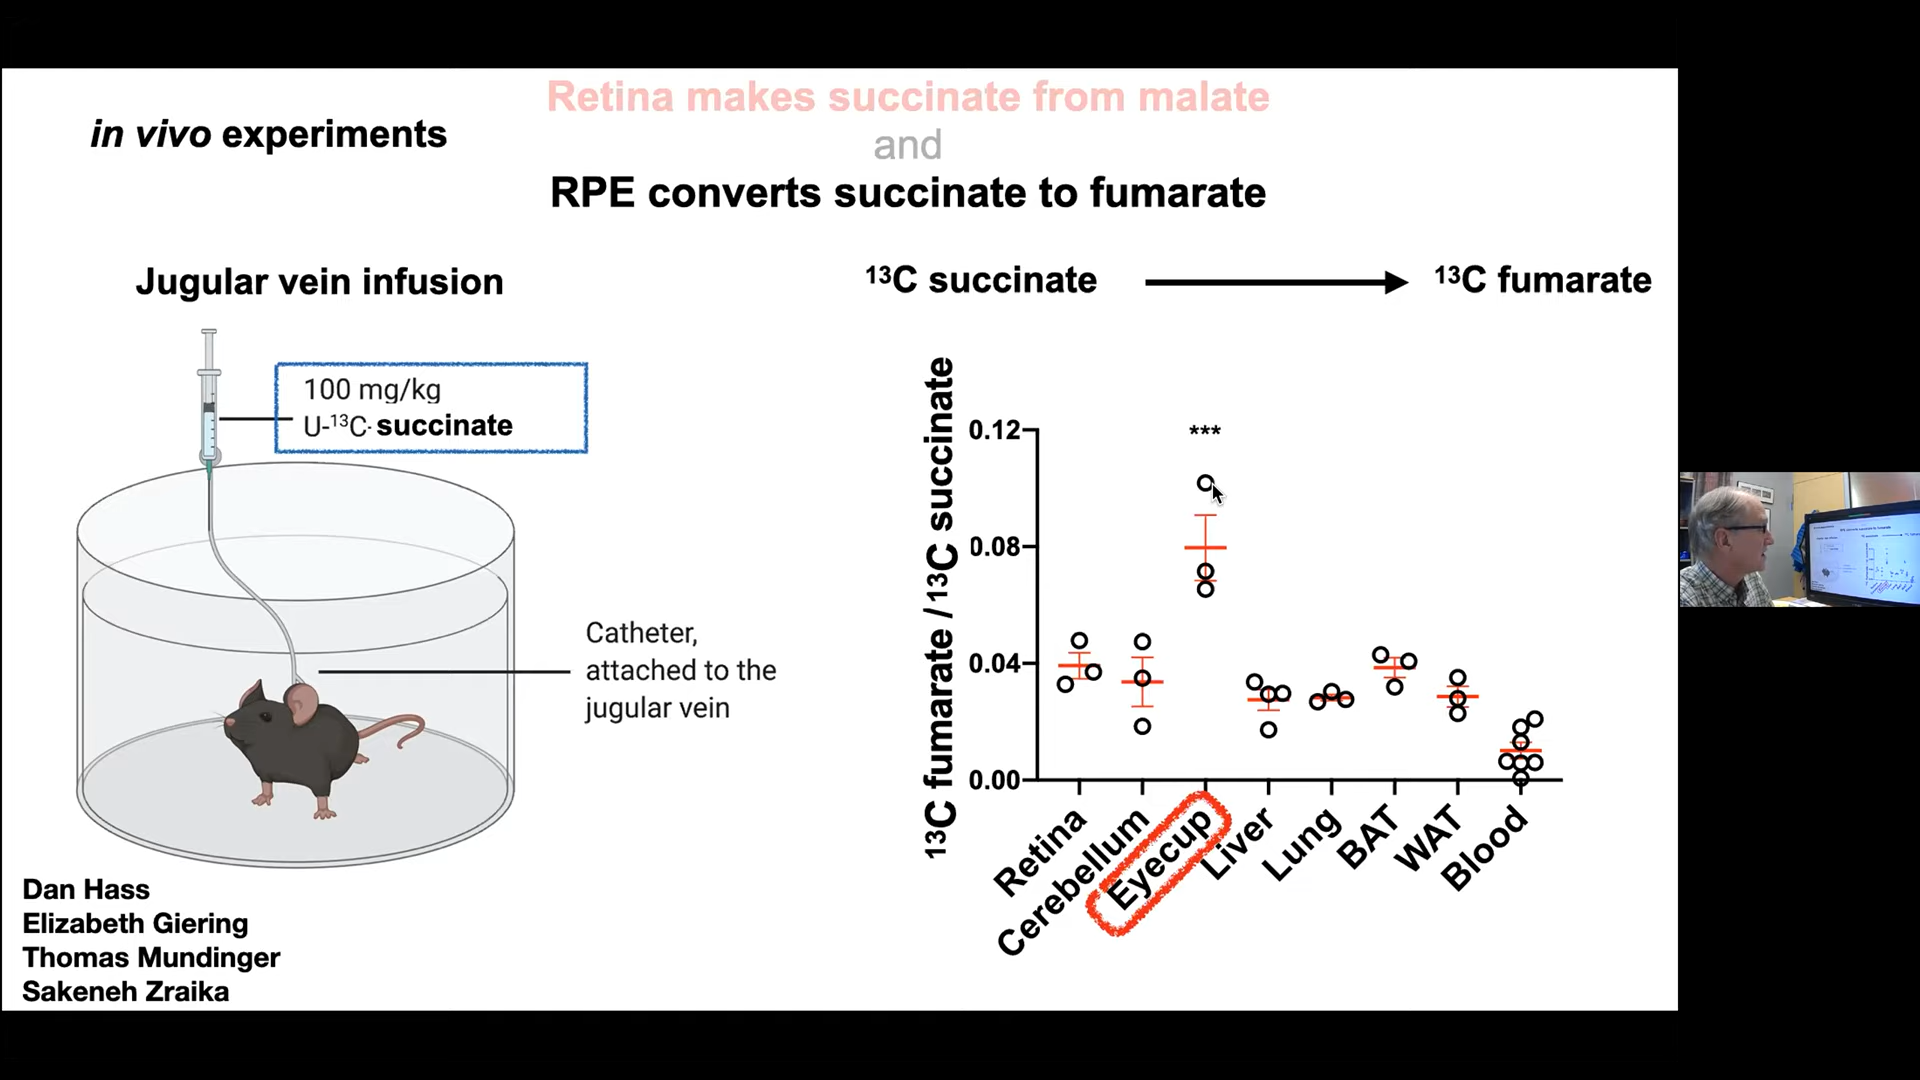 Retina makes succinate from malate
and
RPE converts succinate to fumarate
in vivo experiments
Jugular vein infusion
100 mg/kg
U-¹³C- succinate
Catheter,
attached to the
jugular vein
Dan Hass
Elizabeth Giering
Thomas Mundinger
Sakeneh Zraika
¹³C succinate
¹³C fumarate
¹³C fumarate / ¹³C succinate
0.12
0.08
0.04
0.00
***
Retina
Cerebellum
Eyecup
Liver
Lung
BAT
WAT
Blood